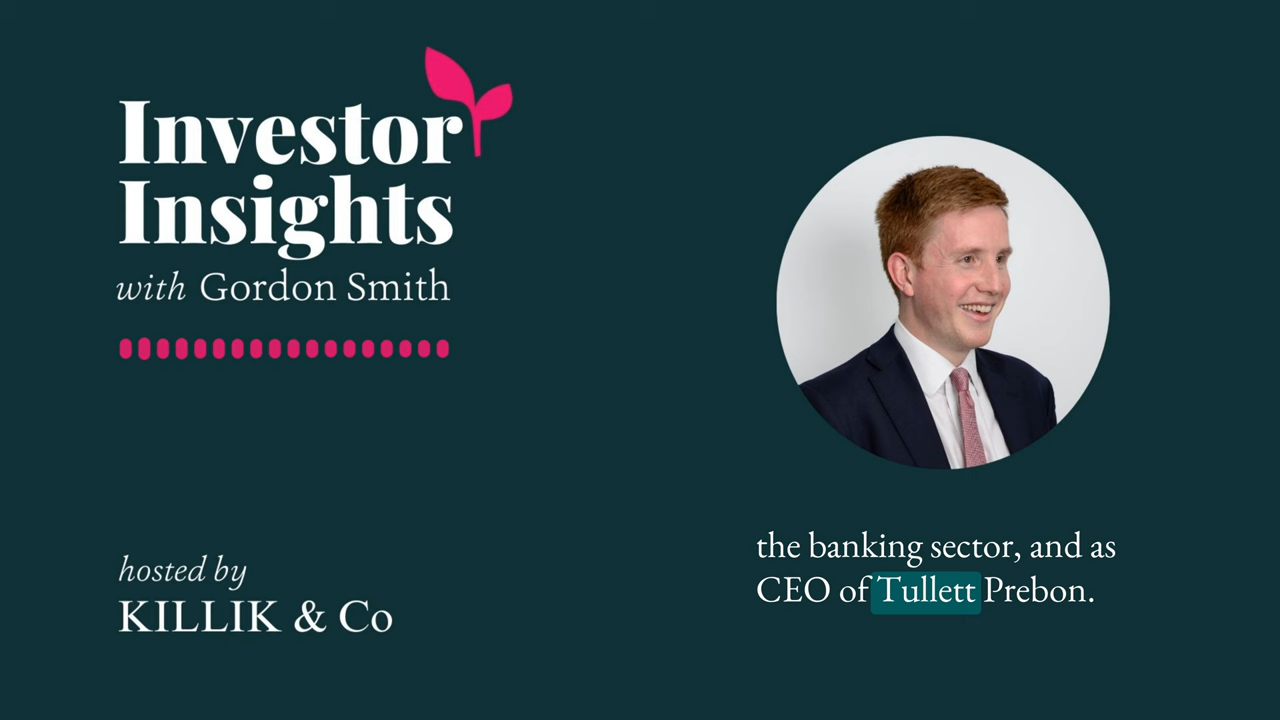 Investor
Insights
with Gordon Smith
hosted by
KILLIK & Co
the banking sector, and as
CEO of Tullett Prebon.